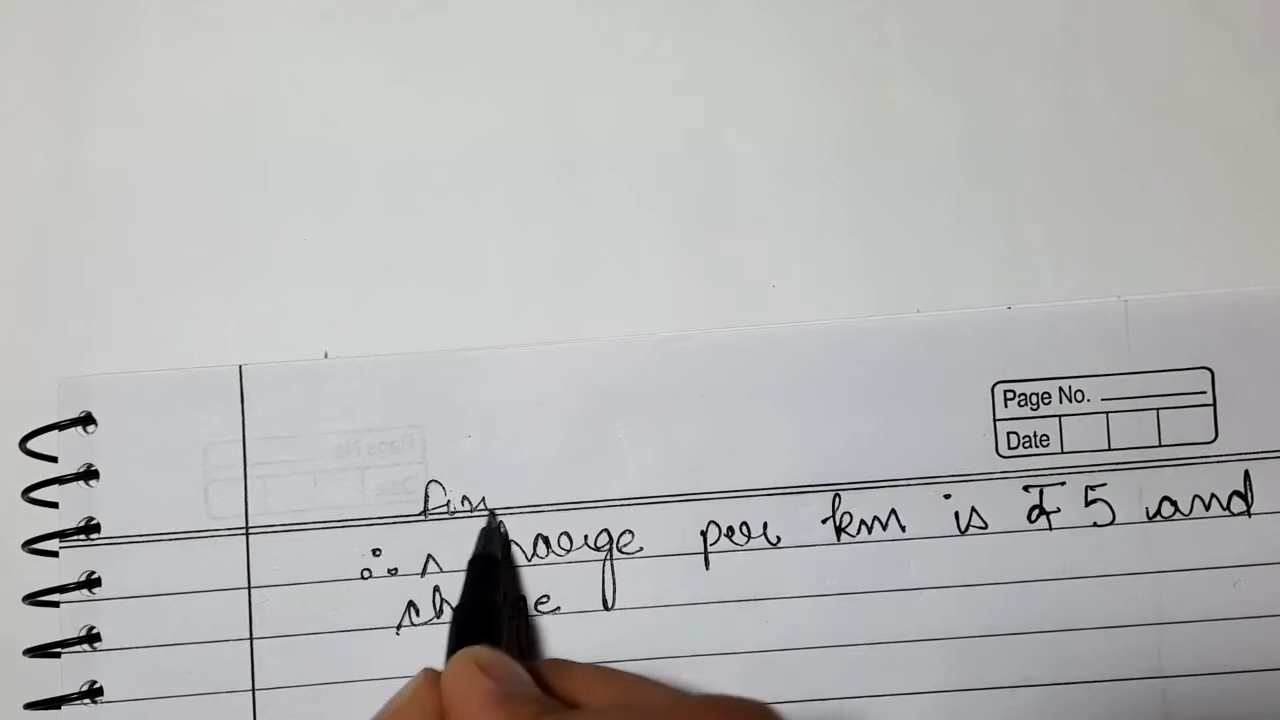 Page No.
Date
fix
∴ ^ charge per km is ₹5 and
charge